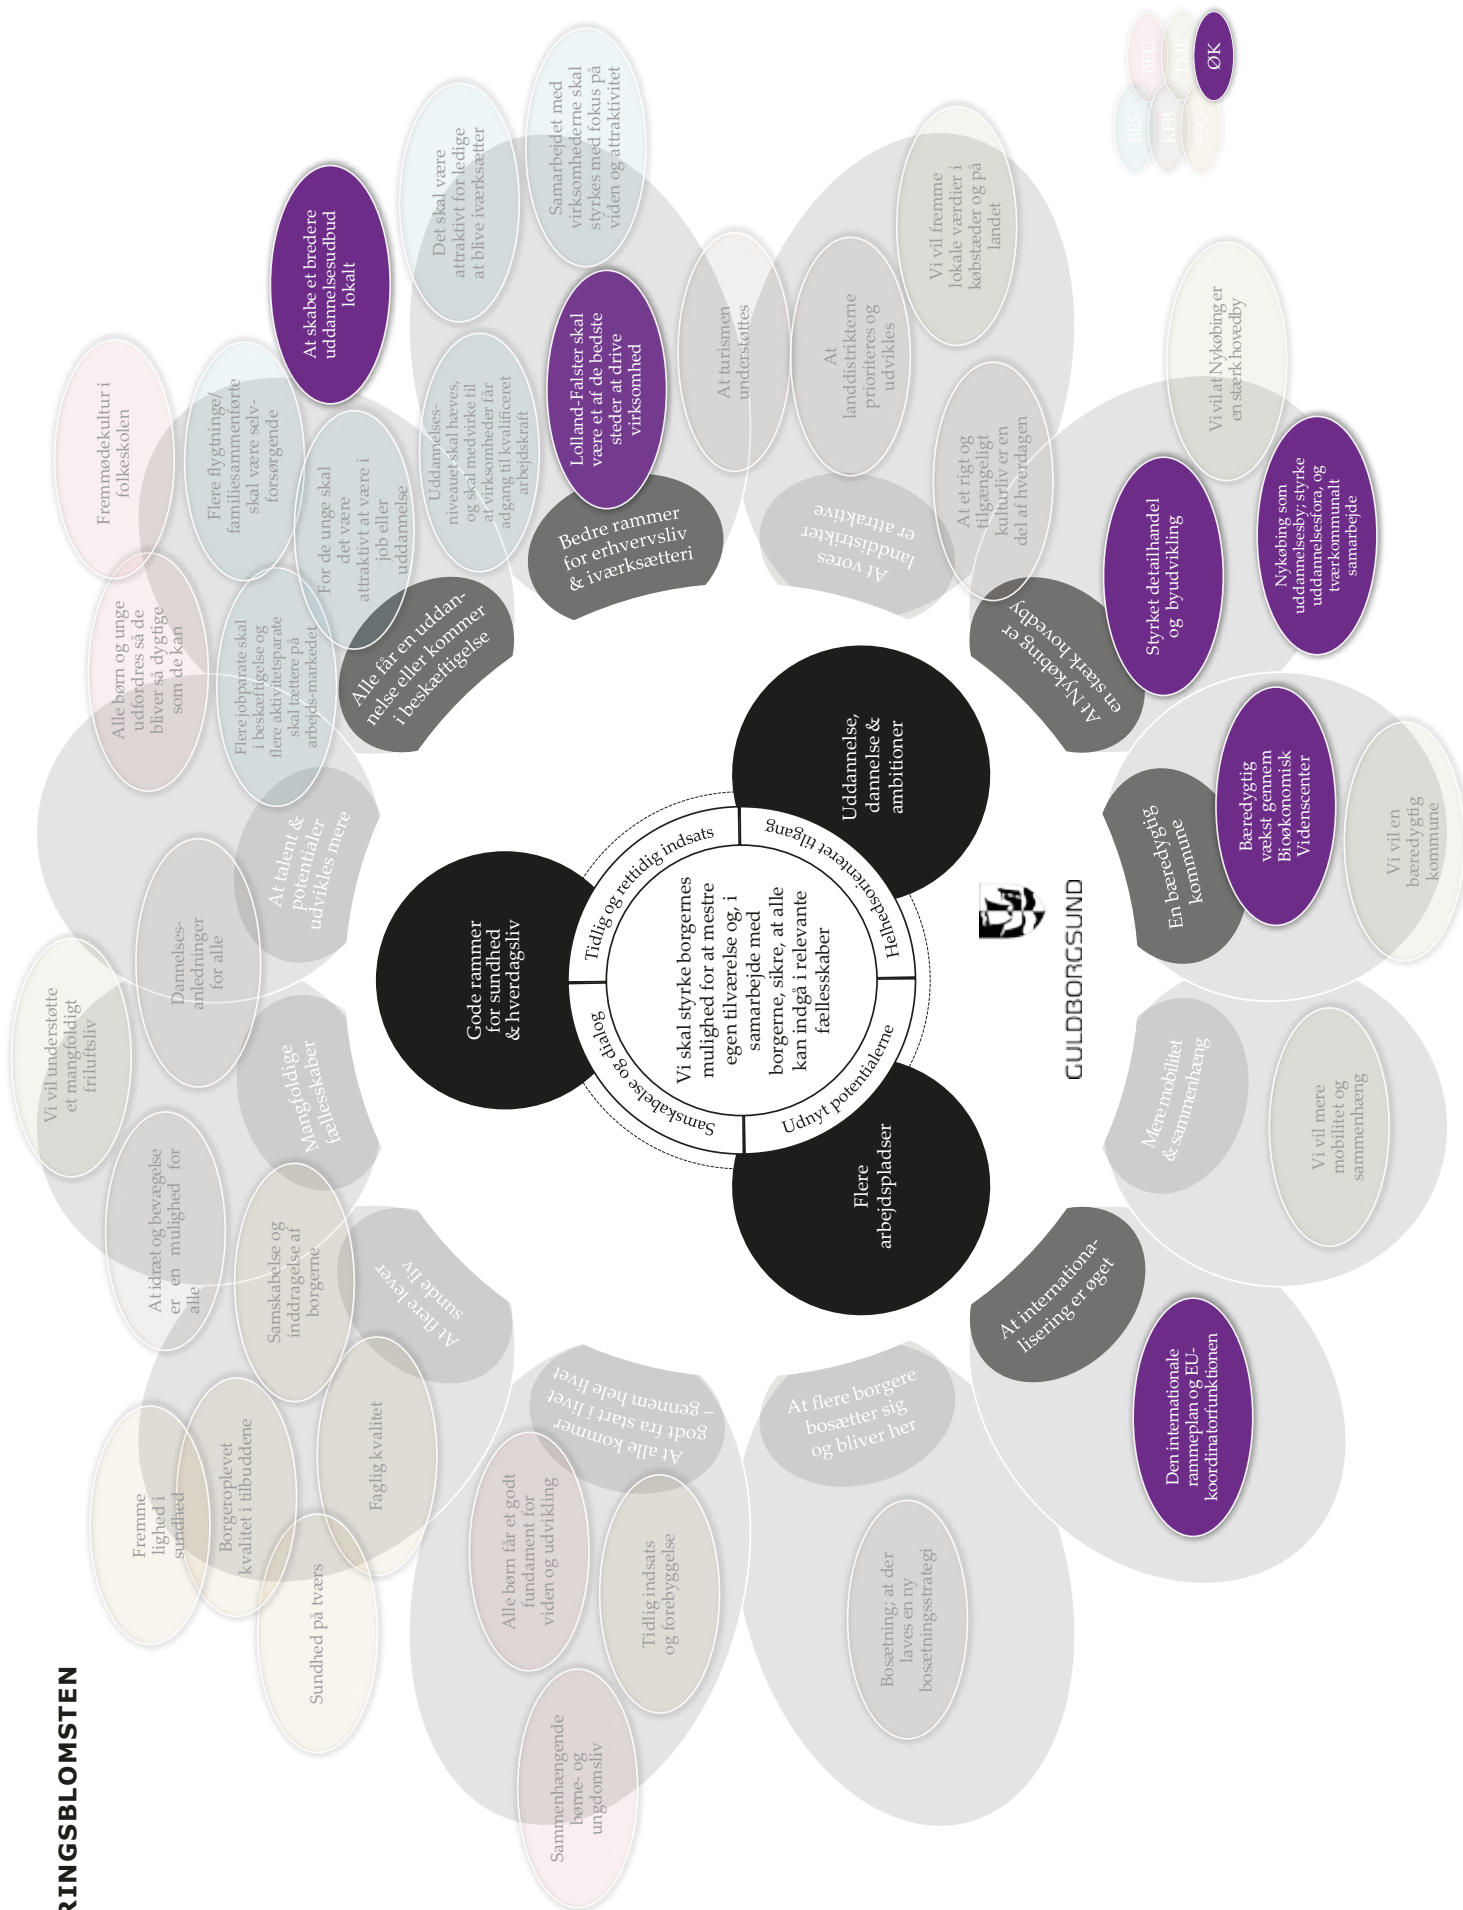 RINGSBLOMSTEN
Vi skal styrke borgernes
mulighed for at mestre
egen tilværelse og, i
samarbejde med
borgerne, sikre, at alle
kan indgå i relevante
fællesskaber
Tidlig og rettidig indsats
Helhedsorienteret tilgang
Udnyt potentialerne
Samskabelse og dialog
Gode rammer
for sundhed
& hverdagsliv
Uddannelse,
dannelse &
ambitioner
Flere
arbejdspladser
GULDBORGSUND
Mangfoldige
fællesskaber
At talent &
potentialer
udvikles mere
Alle får en uddan-
nelse eller kommer
i beskæftigelse
Bedre rammer
for erhvervsliv
& iværksætteri
At vores
landdistrikter
er attraktive
At Nykøbing er
en stærk hovedby
En bæredygtig
kommune
Mere mobilitet
& sammenhæng
At internationa-
lisering er øget
At flere borgere
bosætter sig
og bliver her
At alle kommer
godt fra start i livet
– gennem hele livet
At flere lever
sunde liv
Vi vil understøtte
et mangfoldigt
friluftsliv
Dannelses-
anledninger
for alle
Alle børn og unge
udfordres så de
bliver så dygtige
som de kan
Fremmødekultur i
folkeskolen
Flere jobparate skal
i beskæftigelse og
flere aktivitetsparate
skal tættere på
arbejds-markedet
Flere flygtninge/
familiesammenførte
skal være selv-
forsørgende
For de unge skal
det være
attraktivt at være i
job eller
uddannelse
At skabe et bredere
uddannelsesudbud
lokalt
Uddannelses-
niveauet skal hæves,
og skal medvirke til
at virksomheder får
adgang til kvalificeret
arbejdskraft
Det skal være
attraktivt for ledige
at blive iværksætter
Samarbejdet med
virksomhederne skal
styrkes med fokus på
viden og attraktivitet
Lolland-Falster skal
være et af de bedste
steder at drive
virksomhed
At turismen
understøttes
At
landdistrikterne
prioriteres og
udvikles
Vi vil fremme
lokale værdier i
købstæder og på
landet
At et rigt og
tilgængeligt
kulturliv er en
del af hverdagen
Styrket detailhandel
og byudvikling
Vi vil at Nykøbing er
en stærk hovedby
Nykøbing som
uddannelsesby; styrke
uddannelsesfora, og
tværkommunalt
samarbejde
Bæredygtig
vækst gennem
Bioøkonomisk
Videnscenter
Vi vil en
bæredygtig
kommune
Vi vil mere
mobilitet og
sammenhæng
Den internationale
rammeplan og EU-
koordinatorfunktionen
Bosætning; at der
laves en ny
bosætningsstrategi
Tidlig indsats
og forebyggelse
Alle børn får et godt
fundament for
viden og udvikling
Sammenhængende
børne- og
ungdomsliv
Faglig kvalitet
Sundhed på tværs
Borgeroplevet
kvalitet i tilbuddene
Fremme
lighed i
sundhed
Samskabelse og
inddragelse af
borgerne
At idræt og bevægelse
er en mulighed for
alle
BES
BFU
KFB
TME
SSO
ØK